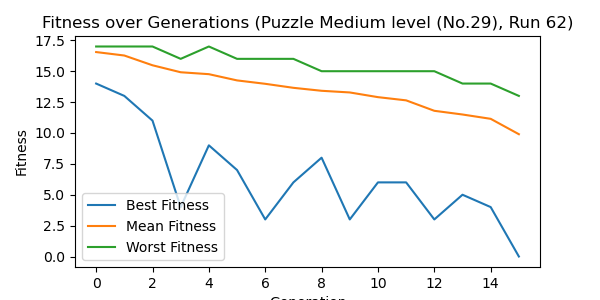 Fitness over Generations (Puzzle Medium level (No.29), Run 62)
17.5
15.0
12.5
10.0
7.5
5.0
2.5
0.0
Fitness
Best Fitness
Mean Fitness
Worst Fitness
0 2 4 6 8 10 12 14
Generation